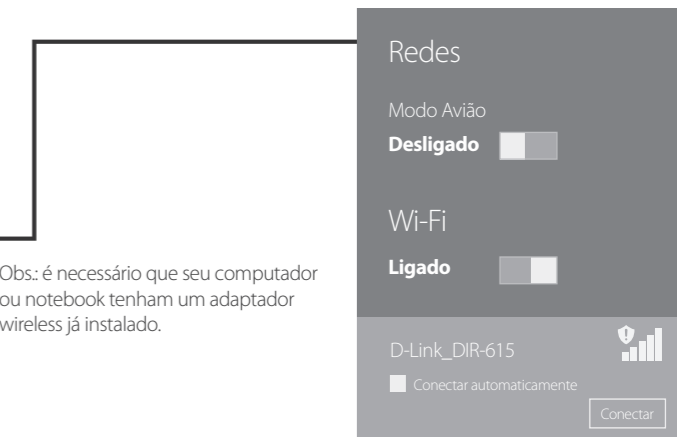 Redes
Modo Avião
Desligado
Wi-Fi
Ligado
Obs.: é necessário que seu computador
ou notebook tenham um adaptador
wireless já instalado.
D-Link_DIR-615
Conectar automaticamente
Conectar